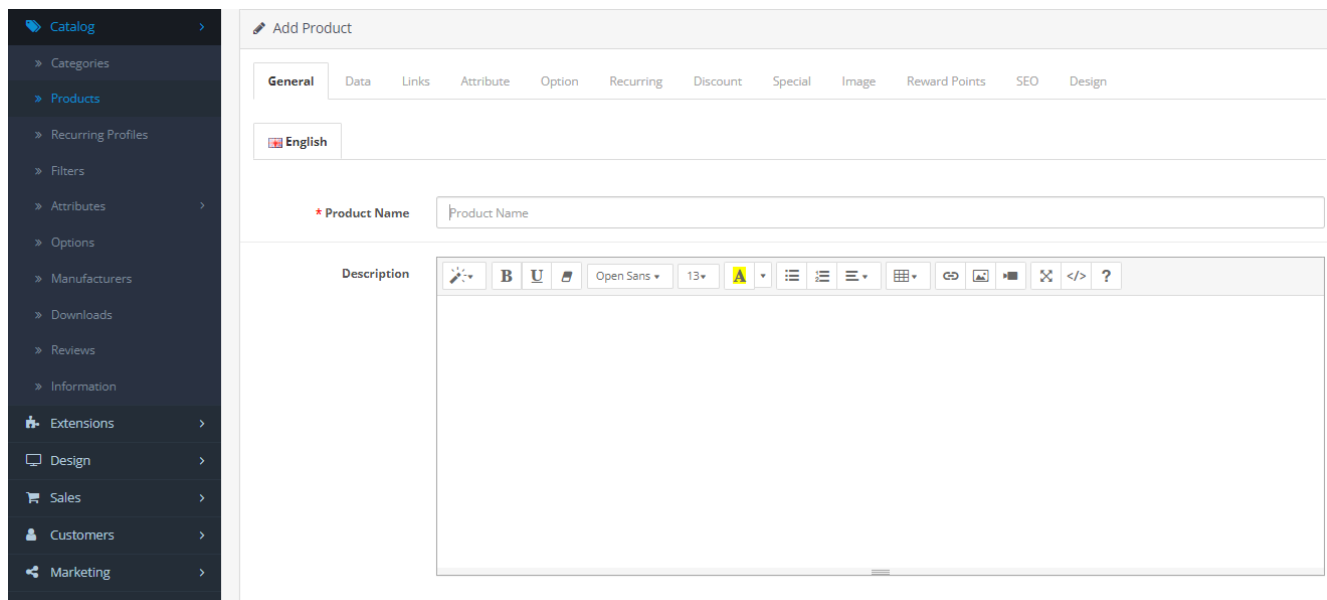 Catalog
Categories
Products
Recurring Profiles
Filters
Attributes
Options
Manufacturers
Downloads
Reviews
Information
Extensions
Design
Sales
Customers
Marketing
Add Product
General Data Links Attribute Option Recurring Discount Special Image Reward Points SEO Design
English
* Product Name Product Name
Description B U Open Sans 13 A </> ?